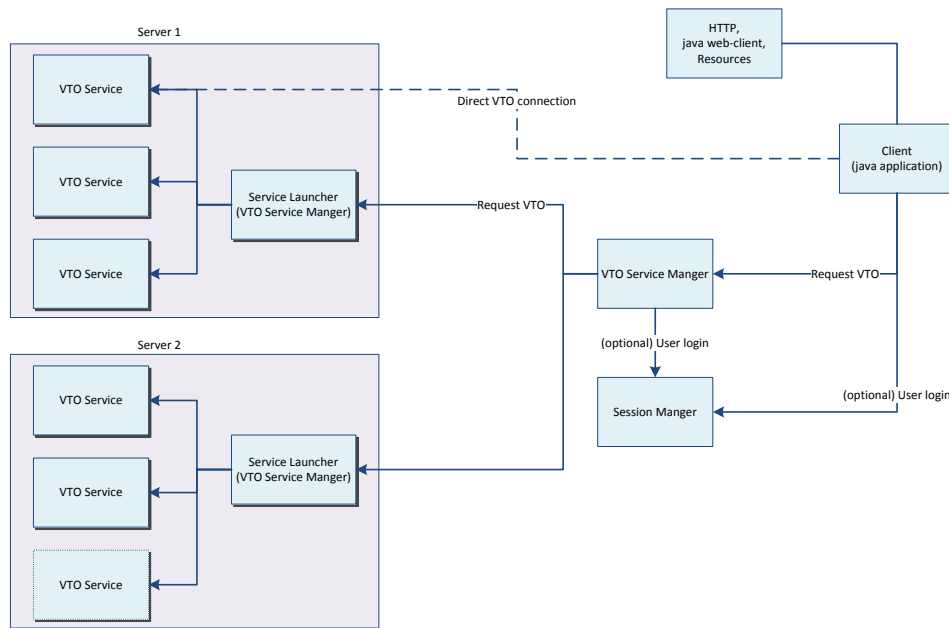 Server 1
HTTP,
java web-client,
Resources
VTO Service
Direct VTO connection
Client
(java application)
VTO Service
Service Launcher
(VTO Service Manger)
Request VTO
VTO Service
VTO Service Manger
Request VTO
Server 2
(optional) User login
VTO Service
Session Manger
(optional) User login
Service Launcher
(VTO Service Manger)
VTO Service
VTO Service